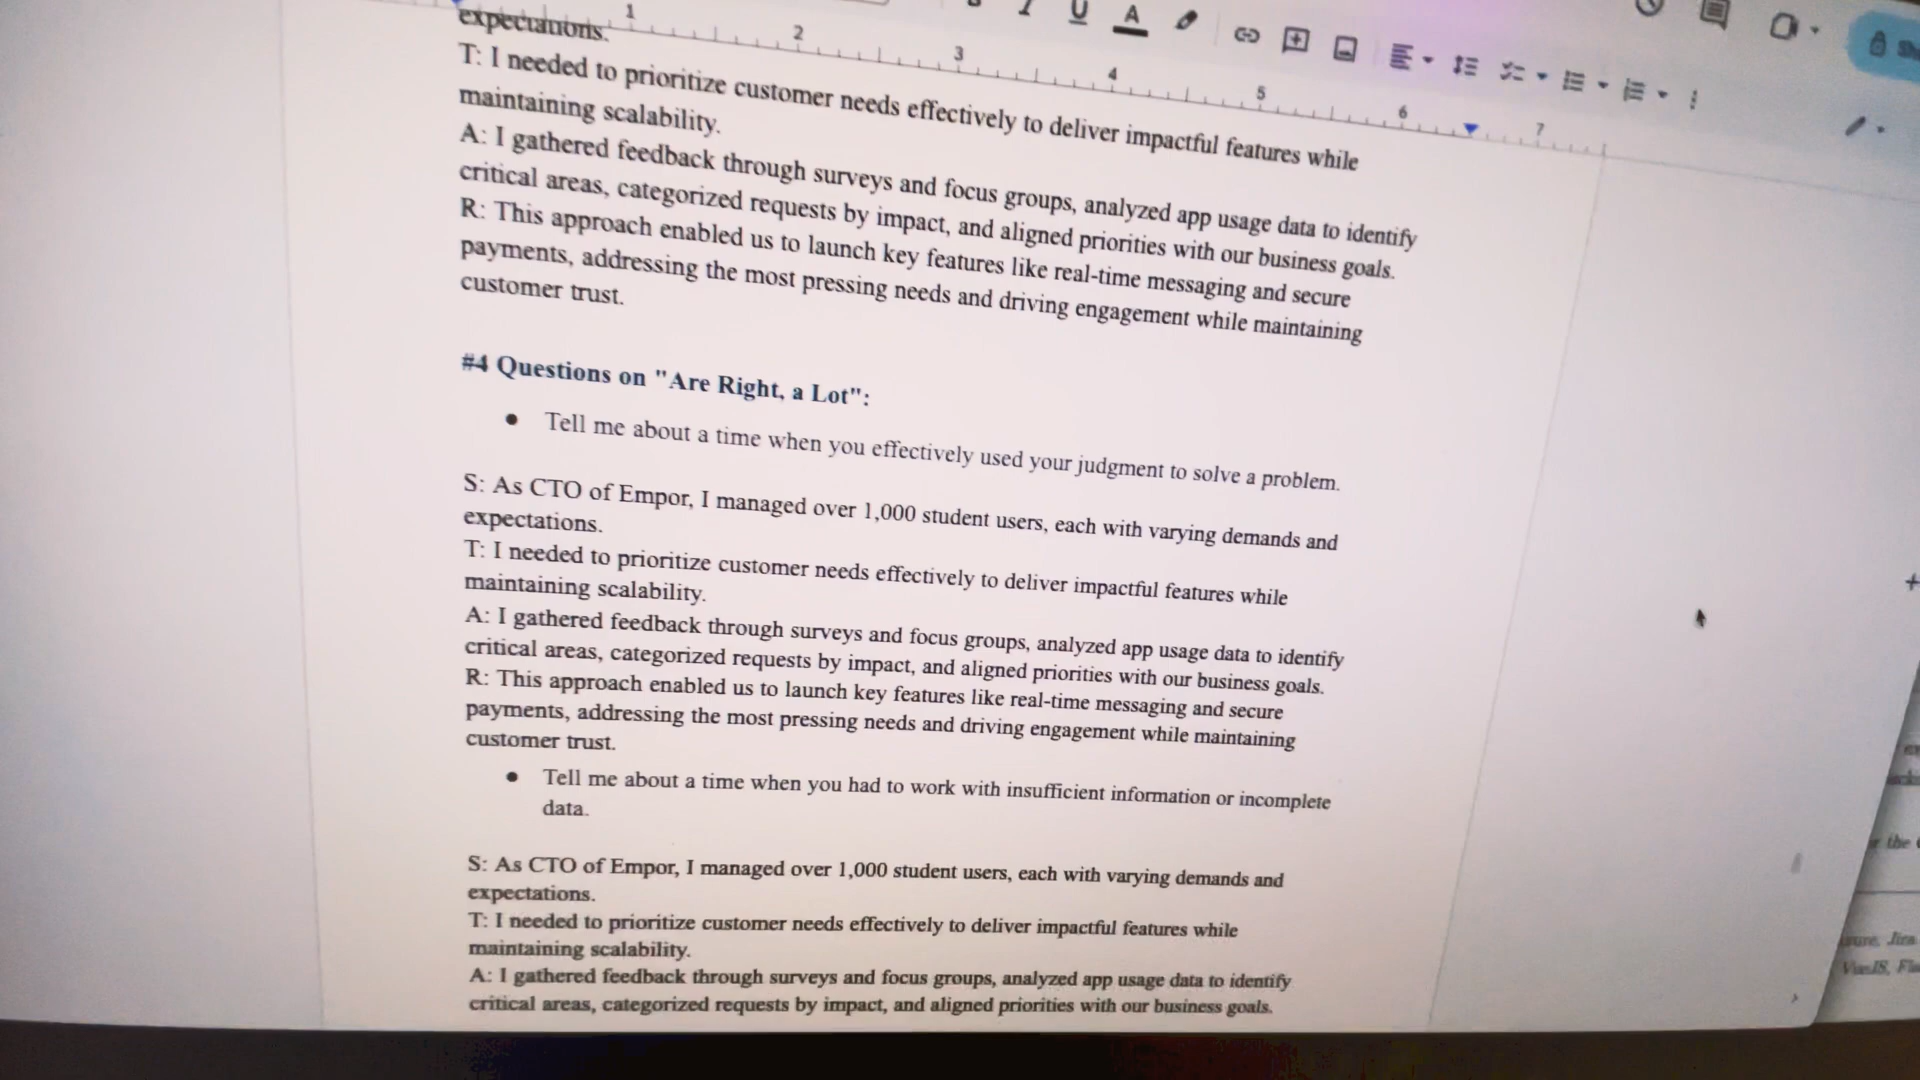 1 2 3 4 5 6 7
expectations.
T: I needed to prioritize customer needs effectively to deliver impactful features while
maintaining scalability.
A: I gathered feedback through surveys and focus groups, analyzed app usage data to identify
critical areas, categorized requests by impact, and aligned priorities with our business goals.
R: This approach enabled us to launch key features like real-time messaging and secure
payments, addressing the most pressing needs and driving engagement while maintaining
customer trust.
#4 Questions on "Are Right, a Lot":
● Tell me about a time when you effectively used your judgment to solve a problem.
S: As CTO of Empor, I managed over 1,000 student users, each with varying demands and
expectations.
T: I needed to prioritize customer needs effectively to deliver impactful features while
maintaining scalability.
A: I gathered feedback through surveys and focus groups, analyzed app usage data to identify
critical areas, categorized requests by impact, and aligned priorities with our business goals.
R: This approach enabled us to launch key features like real-time messaging and secure
payments, addressing the most pressing needs and driving engagement while maintaining
customer trust.
● Tell me about a time when you had to work with insufficient information or incomplete
data.
S: As CTO of Empor, I managed over 1,000 student users, each with varying demands and
expectations.
T: I needed to prioritize customer needs effectively to deliver impactful features while
maintaining scalability.
A: I gathered feedback through surveys and focus groups, analyzed app usage data to identify
critical areas, categorized requests by impact, and aligned priorities with our business goals.
the
Jira